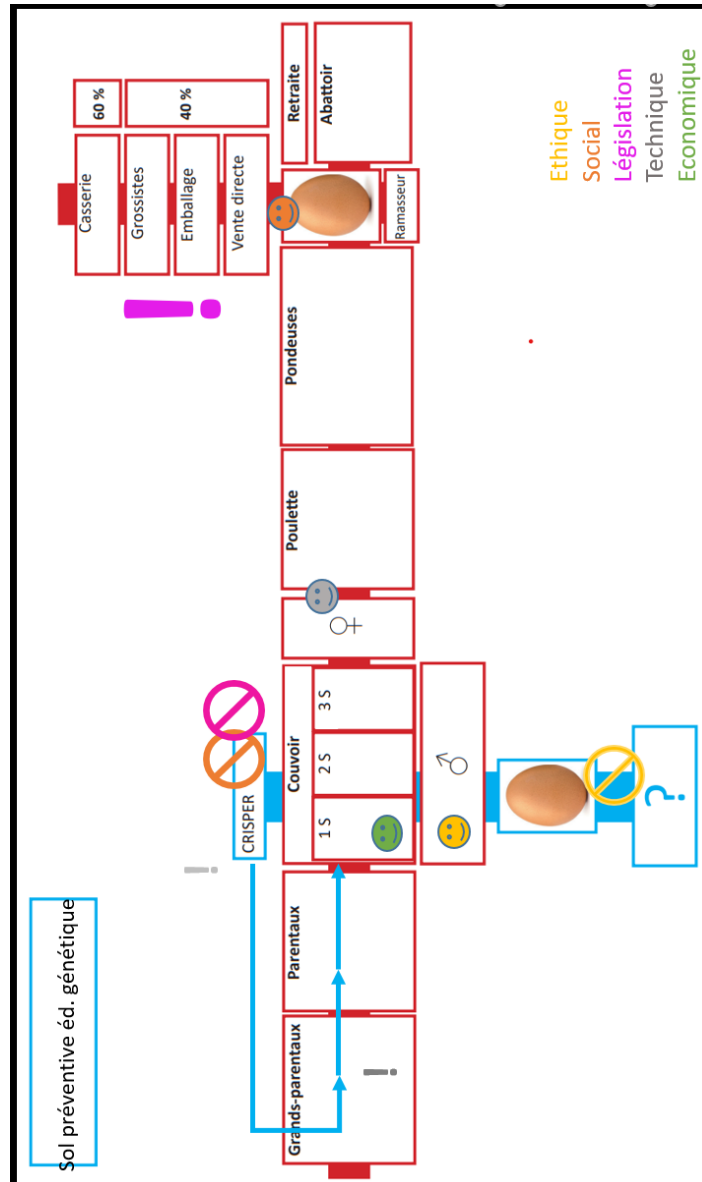 Sol préventive éd. génétique
Grands-parentaux
Parentaux
CRISPER
Couvoir
1 S
2 S
3 S
♂
?
♀
Poulette
Pondeuses
Ramasseur
Retraite
Abattoir
Vente directe
Emballage
Grossistes
Casserie
40 %
60 %
!
!
!
Ethique
Social
Législation
Technique
Economique